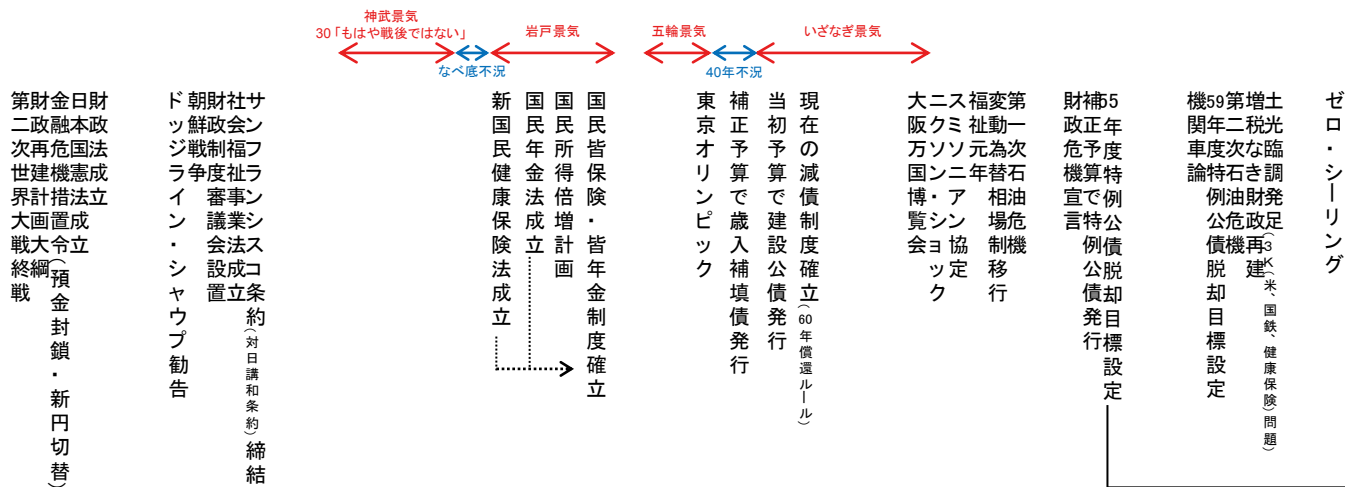 神武景気
30「もはや戦後ではない」
なべ底不況
岩戸景気
五輪景気
40年不況
いざなぎ景気
第二次世界大戦終戦
財政再建計画大綱
金融危機措置令(預金封鎖・新円切替)
日本国憲法成立
財政法成立
ドッジライン・シャウプ勧告
朝鮮戦争
財政制度審議会設置
社会福祉事業法成立
サンフランシスコ条約(対日講和条約)締結
新国民健康保険法成立
国民年金法成立
国民所得倍増計画
国民皆保険・皆年金制度確立
東京オリンピック
補正予算で歳入補填債発行
当初予算で建設公債発行
現在の減債制度確立(60年償還ルール)
大阪万国博覧会
ニクソン・ショック
スミソニアン協定
福祉元年
変動為替相場制移行
第一次石油危機
財政危機宣言
補正予算で特例公債発行
55年度特例公債脱却目標設定
機関車論
59年度特例公債脱却目標設定
第二次石油危機
増税なき財政再建
土光臨調発足(3K(米、国鉄、健康保険)問題)
ゼロ・シーリング